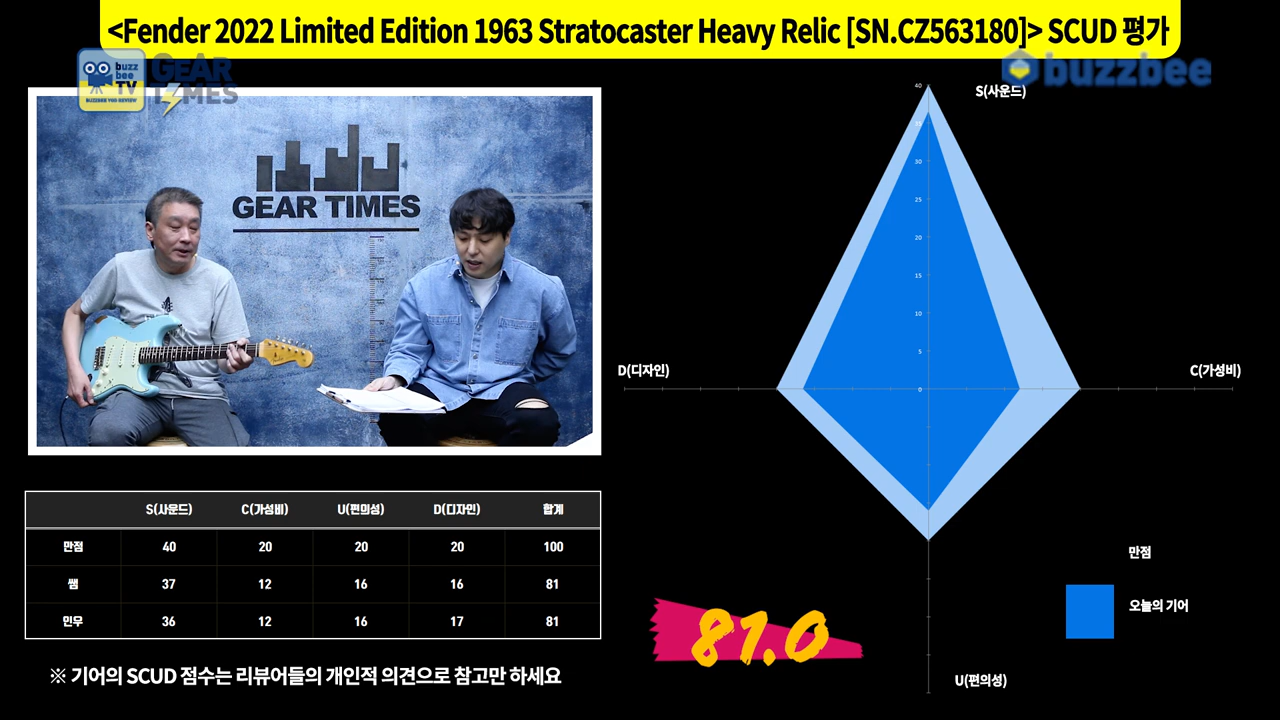 <Fender 2022 Limited Edition 1963 Stratocaster Heavy Relic [SN.CZ563180]> SCUD 평가
buzz
bee
TV
BUZZBEE YOU REVIEW
GEAR
TIMES
buzzbee
GEAR TIMES
S(사운드)
40
35
30
25
20
15
10
5
0
D(디자인)
C(가성비)
U(편의성)
만점
오늘의 기어
S(사운드) C(가성비) U(편의성) D(디자인) 합계
만점 40 20 20 20 100
쌤 37 12 16 16 81
민우 36 12 16 17 81
81.0
※ 기어의 SCUD 점수는 리뷰어들의 개인적 의견으로 참고만 하세요